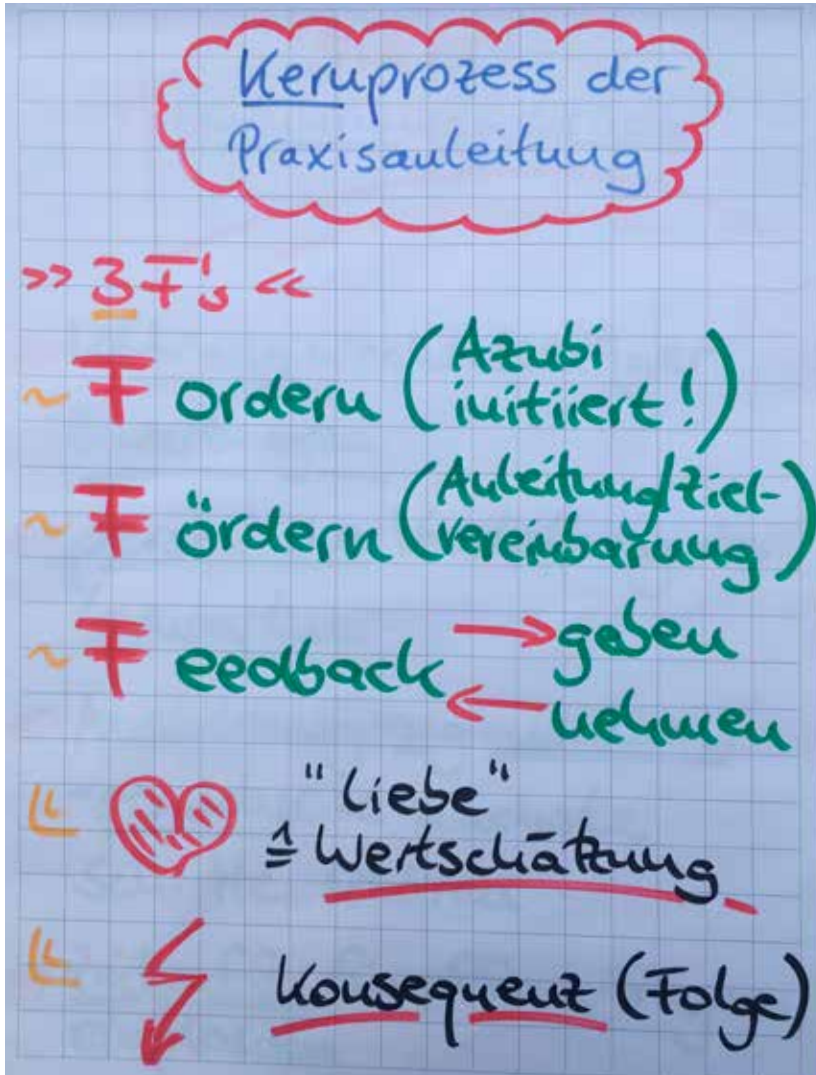 Kernprozess der
Praxisanleitung
>> 3 F's <<
~ Fordern (Azubi
initiiert!)
~ Fördern (Anleitung/Ziel-
vereinbarung)
~ Feedback → geben
← nehmen
"Liebe"
≙ Wertschätzung
Konsequenz (Folge)